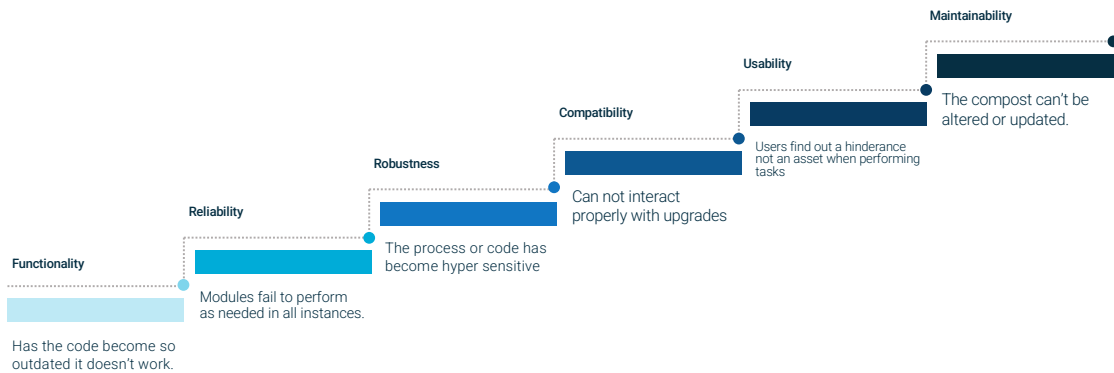 Functionality
Has the code become so
outdated it doesn't work.
Reliability
Modules fail to perform
as needed in all instances.
Robustness
The process or code has
become hyper sensitive
Compatibility
Can not interact
properly with upgrades
Usability
Users find out a hinderance
not an asset when performing
tasks
Maintainability
The compost can't be
altered or updated.